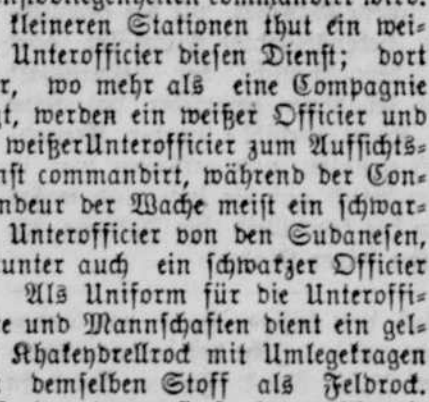 kleineren Stationen thut ein wei-
Unterofficier diesen Dienst; dort
r, wo mehr als eine Compagnie
gt, werden ein weißer Officier und
weißerUnterofficier zum Aufsichts-
nst commandirt, während der Con-
ndeur der Wache meist ein schwar-
Unterofficier von den Sudanesen,
unter auch ein schwatzer Officier
Als Uniform für die Unteroffi-
e und Mannschaften dient ein gel-
Khakeydrellrock mit Umlegekragen
demselben Stoff als Feldrock.